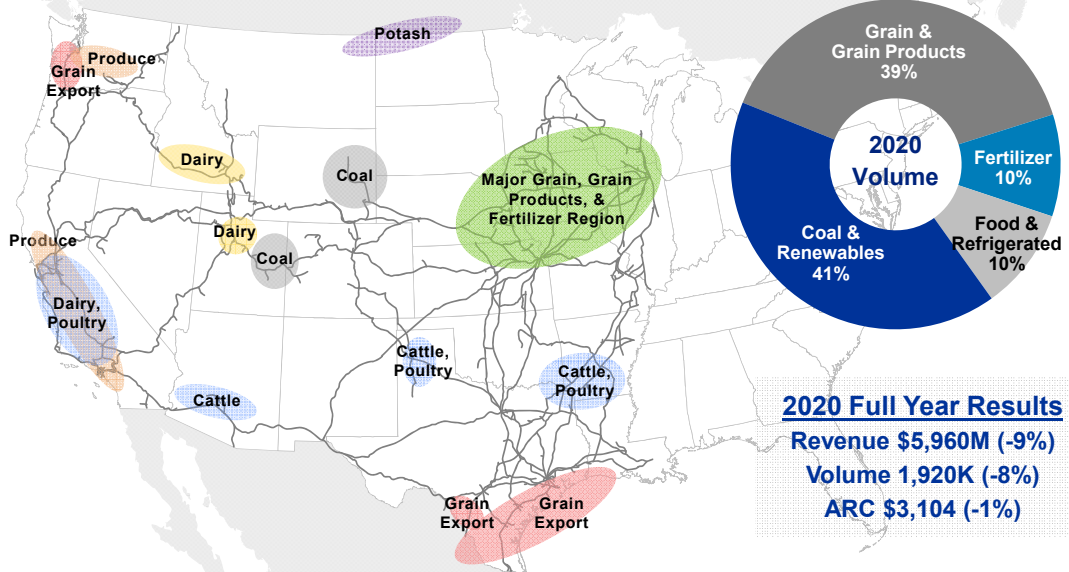 Potash
Produce
Grain
Export
Dairy
Coal
Major Grain, Grain
Products, &
Fertilizer Region
Produce
Dairy
Coal
Dairy,
Poultry
Cattle,
Poultry
Cattle,
Poultry
Cattle
Grain
Export
Grain
Export
Grain &
Grain Products
39%
2020
Volume
Fertilizer
10%
Food &
Refrigerated
10%
Coal &
Renewables
41%
2020 Full Year Results
Revenue $5,960M (-9%)
Volume 1,920K (-8%)
ARC $3,104 (-1%)